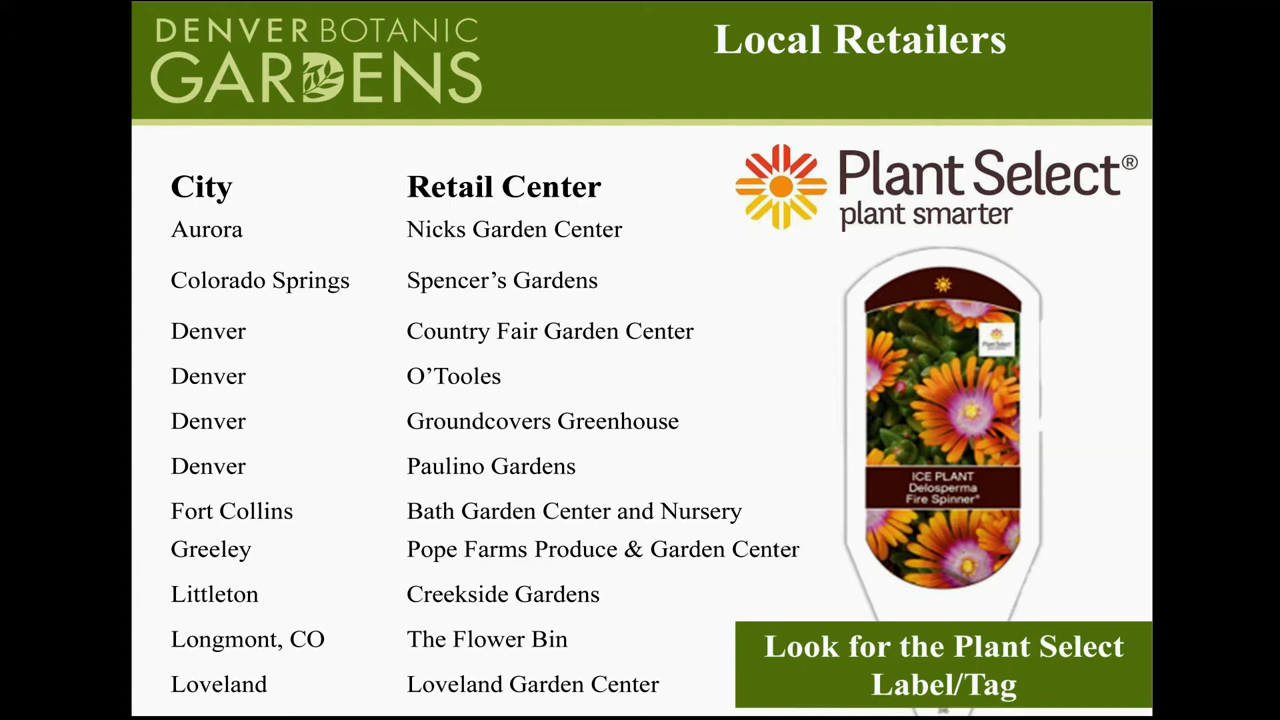 DENVER BOTANIC
GARDENS
Local Retailers
Plant Select®
plant smarter
City Retail Center
Aurora Nicks Garden Center
Colorado Springs Spencer’s Gardens
Denver Country Fair Garden Center
Denver O’Tooles
Denver Groundcovers Greenhouse
Denver Paulino Gardens
Fort Collins Bath Garden Center and Nursery
Greeley Pope Farms Produce & Garden Center
Littleton Creekside Gardens
Longmont, CO The Flower Bin
Loveland Loveland Garden Center
Plant Select
ICE PLANT
Delosperma
Fire Spinner®
Look for the Plant Select
Label/Tag